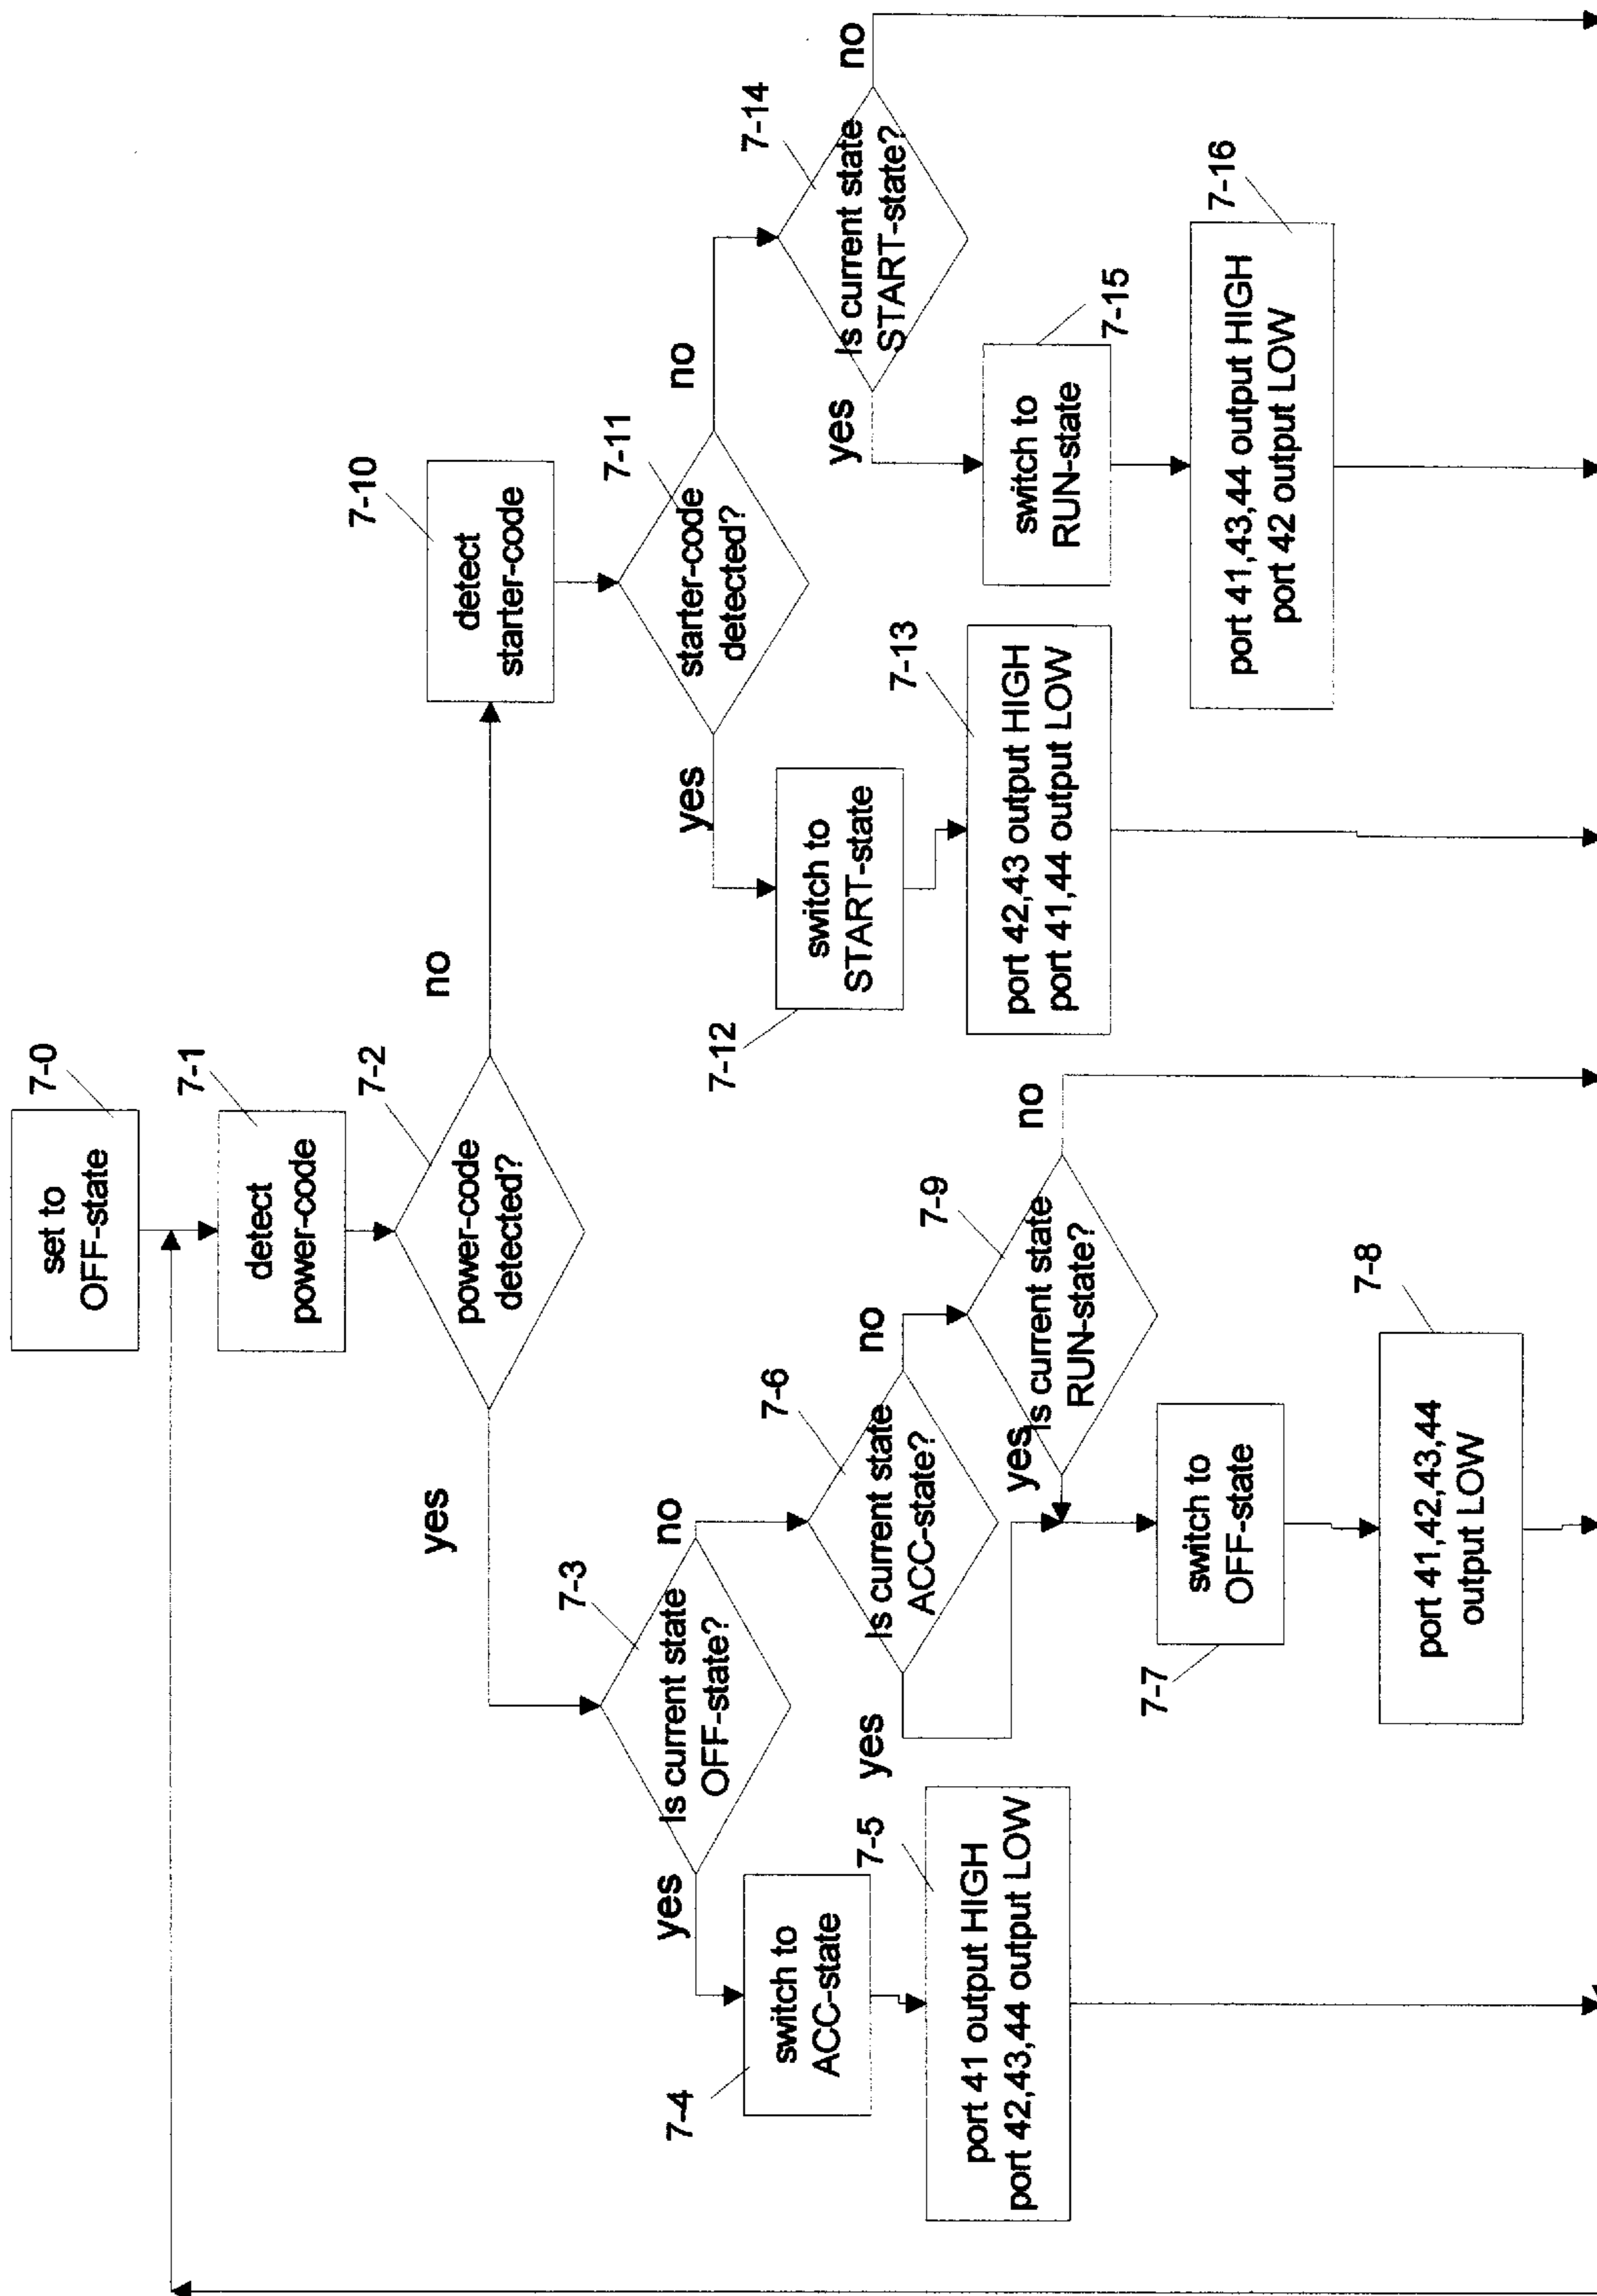 set to
OFF-state
7-0
detect
power-code
7-1
power-code
detected?
7-2
yes
no
Is current state
OFF-state?
7-3
yes
no
switch to
ACC-state
7-4
port 41 output HIGH
port 42,43,44 output LOW
7-5
Is current state
ACC-state?
7-6
yes
no
Is current state
RUN-state?
7-9
yes
no
switch to
OFF-state
7-7
port 41,42,43,44
output LOW
7-8
detect
starter-code
7-10
starter-code
detected?
7-11
yes
no
switch to
START-state
7-12
port 42,43 output HIGH
port 41,44 output LOW
7-13
Is current state
START-state?
7-14
yes
no
switch to
RUN-state
7-15
port 41,43,44 output HIGH
port 42 output LOW
7-16